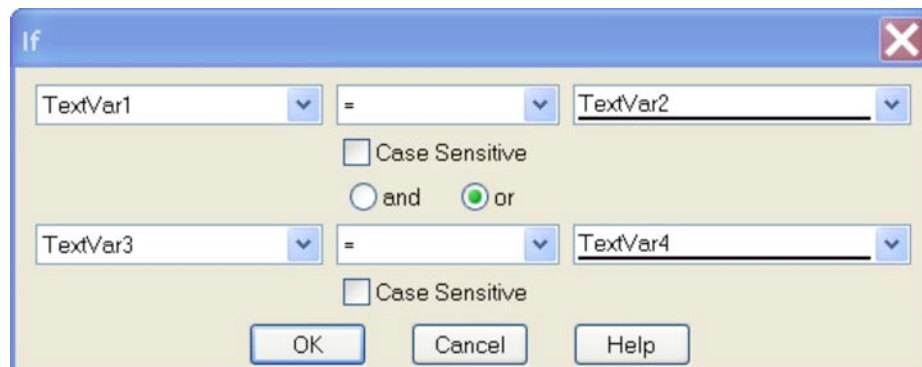 If
TextVar1 = TextVar2
Case Sensitive
and or
TextVar3 = TextVar4
Case Sensitive
OK Cancel Help